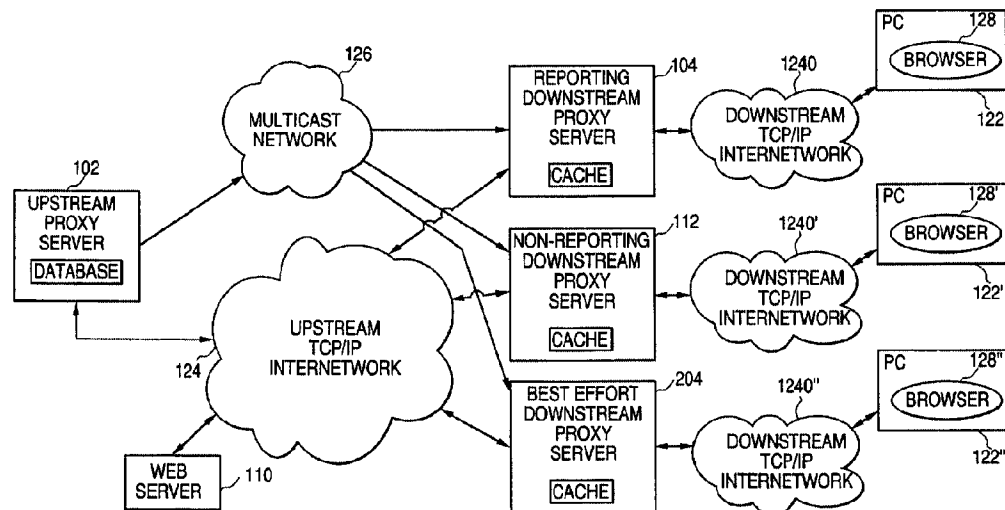 126
MULTICAST
NETWORK
102
UPSTREAM
PROXY
SERVER
DATABASE
UPSTREAM
TCP/IP
INTERNETWORK
124
WEB
SERVER
110
104
REPORTING
DOWNSTREAM
PROXY
SERVER
CACHE
1240
DOWNSTREAM
TCP/IP
INTERNETWORK
PC
128
BROWSER
122
112
NON-REPORTING
DOWNSTREAM
PROXY
SERVER
CACHE
1240'
DOWNSTREAM
TCP/IP
INTERNETWORK
PC
128'
BROWSER
122'
204
BEST EFFORT
DOWNSTREAM
PROXY
SERVER
CACHE
1240"
DOWNSTREAM
TCP/IP
INTERNETWORK
PC
128"
BROWSER
122"